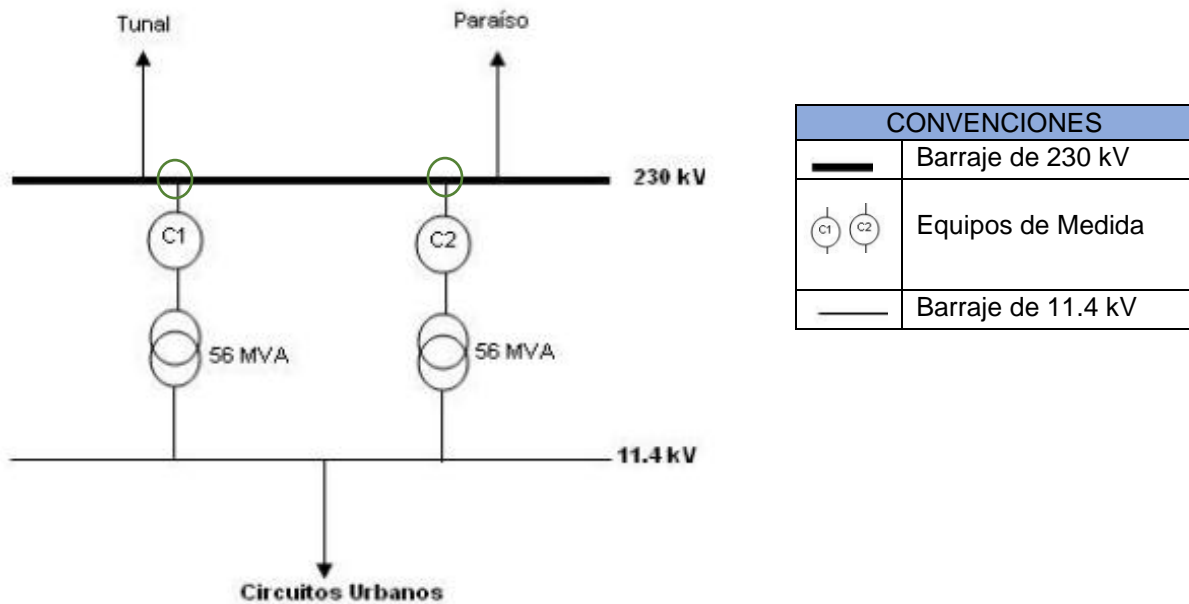 Tunal
Paraíso
230 kV
C1
C2
56 MVA
56 MVA
11.4 kV
Circuitos Urbanos
CONVENCIONES
Barraje de 230 kV
C1 C2
Equipos de Medida
Barraje de 11.4 kV